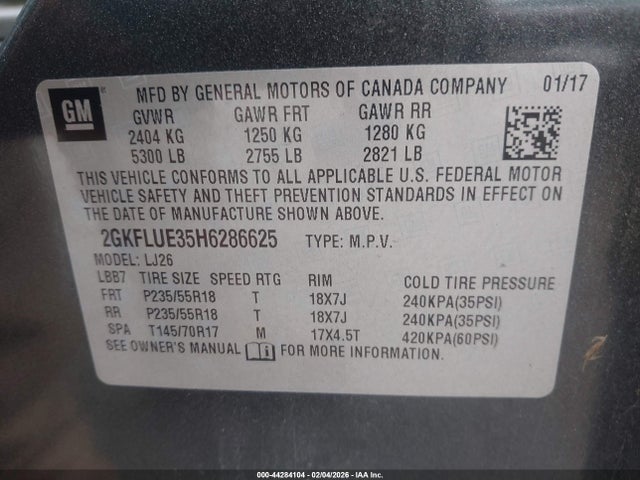 GM
MFD BY GENERAL MOTORS OF CANADA COMPANY 01/17
GVWR GAWR FRT GAWR RR
2404 KG 1250 KG 1280 KG
5300 LB 2755 LB 2821 LB
THIS VEHICLE CONFORMS TO ALL APPLICABLE U.S. FEDERAL MOTOR
VEHICLE SAFETY AND THEFT PREVENTION STANDARDS IN EFFECT ON
THE DATE OF MANUFACTURE SHOWN ABOVE.
2GKFLUE35H6286625 TYPE: M.P.V.
MODEL: LJ26
LBB7 TIRE SIZE SPEED RTG RIM COLD TIRE PRESSURE
FRT P235/55R18 T 18X7J 240KPA(35PSI)
RR P235/55R18 T 18X7J 240KPA(35PSI)
SPA T145/70R17 M 17X4.5T 420KPA(60PSI)
SEE OWNER'S MANUAL FOR MORE INFORMATION.
000-44284104 - 02/04/2026 - IAA Inc.